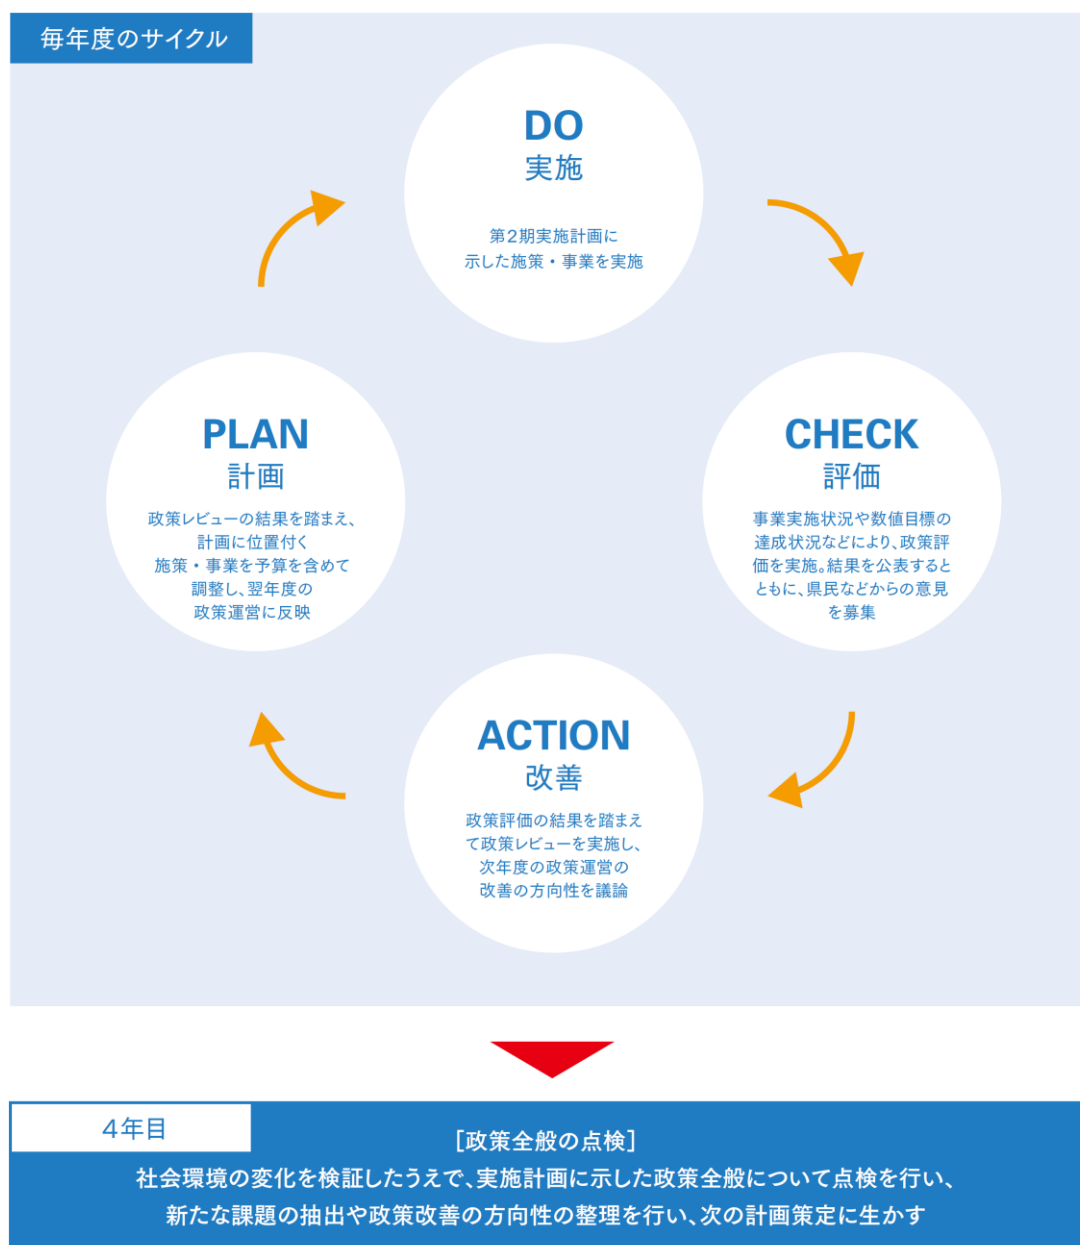 毎年度のサイクル
DO
実施
第2期実施計画に
示した施策・事業を実施
PLAN
計画
政策レビューの結果を踏まえ、
計画に位置付く
施策・事業を予算を含めて
調整し、翌年度の
政策運営に反映
CHECK
評価
事業実施状況や数値目標の
達成状況などにより、政策評
価を実施。結果を公表すると
ともに、県民などからの意見
を募集
ACTION
改善
政策評価の結果を踏まえ
て政策レビューを実施し、
次年度の政策運営の
改善の方向性を議論
4年目
[政策全般の点検]
社会環境の変化を検証したうえで、実施計画に示した政策全般について点検を行い、
新たな課題の抽出や政策改善の方向性の整理を行い、次の計画策定に生かす